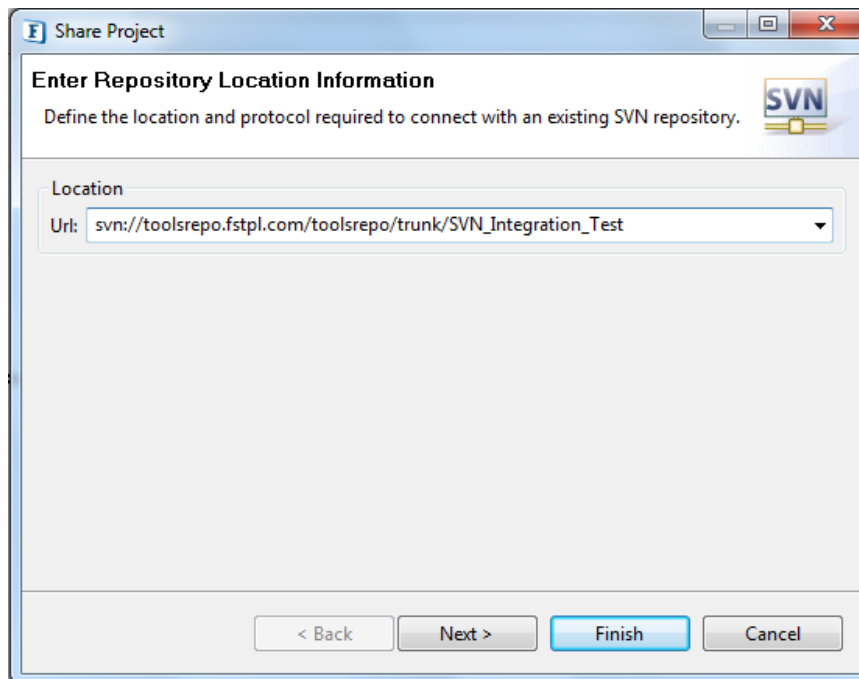 F Share Project
Enter Repository Location Information
Define the location and protocol required to connect with an existing SVN repository.
SVN
Location
Url: svn://toolsrepo.fstpl.com/toolsrepo/trunk/SVN_Integration_Test
< Back Next > Finish Cancel